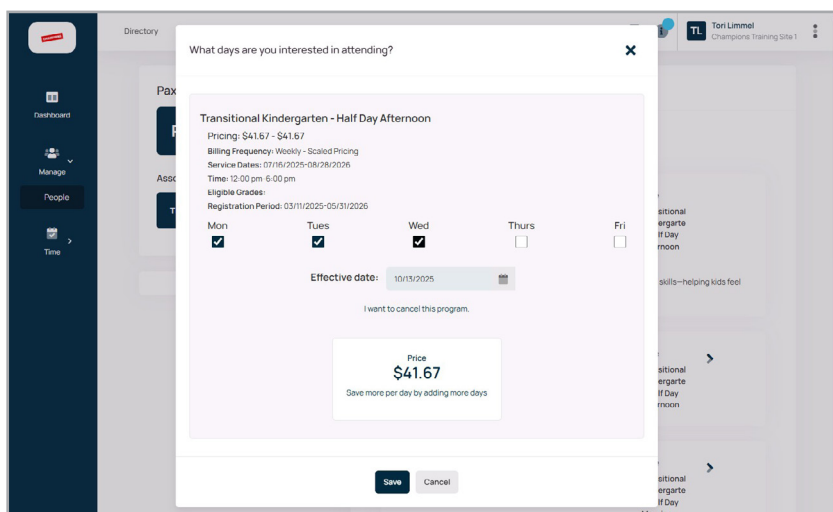 Directory
TL
Tori Limmel
Champions Training Site 1
Dashboard
Manage
People
Time
Pax
What days are you interested in attending?
Transitional Kindergarten - Half Day Afternoon
Pricing: $41.67 - $41.67
Billing Frequency: Weekly - Scaled Pricing
Service Dates: 07/16/2025-08/28/2026
Time: 12:00 pm-6:00 pm
Eligible Grades:
Registration Period: 03/11/2025-05/31/2026
Mon Tues Wed Thurs Fri
Effective date: 10/13/2025
I want to cancel this program.
Price
$41.67
Save more per day by adding more days
Save Cancel
sitional
ergarte
lf Day
rnoon
skills—helping kids feel
sitional
ergarte
lf Day
rnoon
sitional
ergarte
lf Day